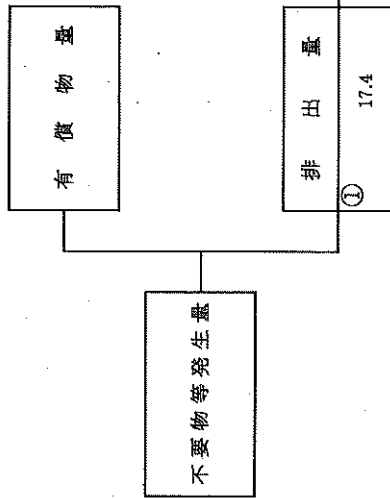 有償物量
不要物等発生量
排出量
①
17.4